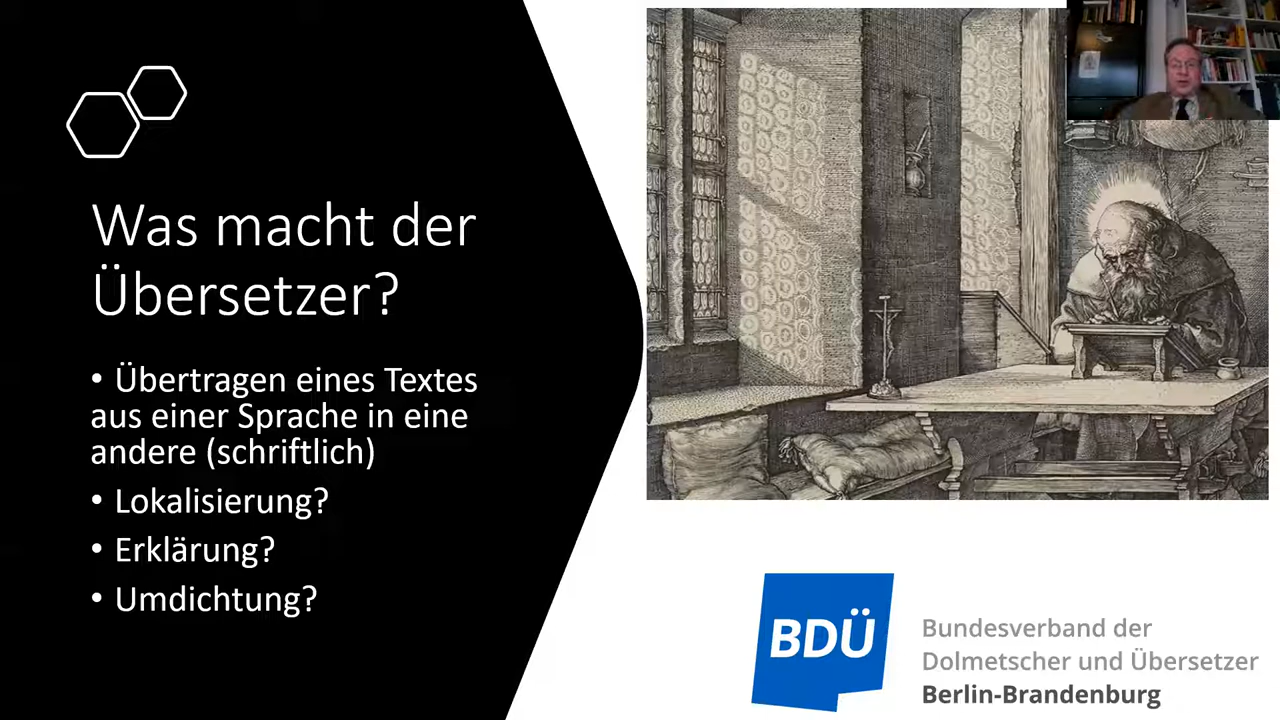 Was macht der
Übersetzer?
• Übertragen eines Textes
aus einer Sprache in eine
andere (schriftlich)
• Lokalisierung?
• Erklärung?
• Umdichtung?
BDÜ
Bundesverband der
Dolmetscher und Übersetzer
Berlin-Brandenburg